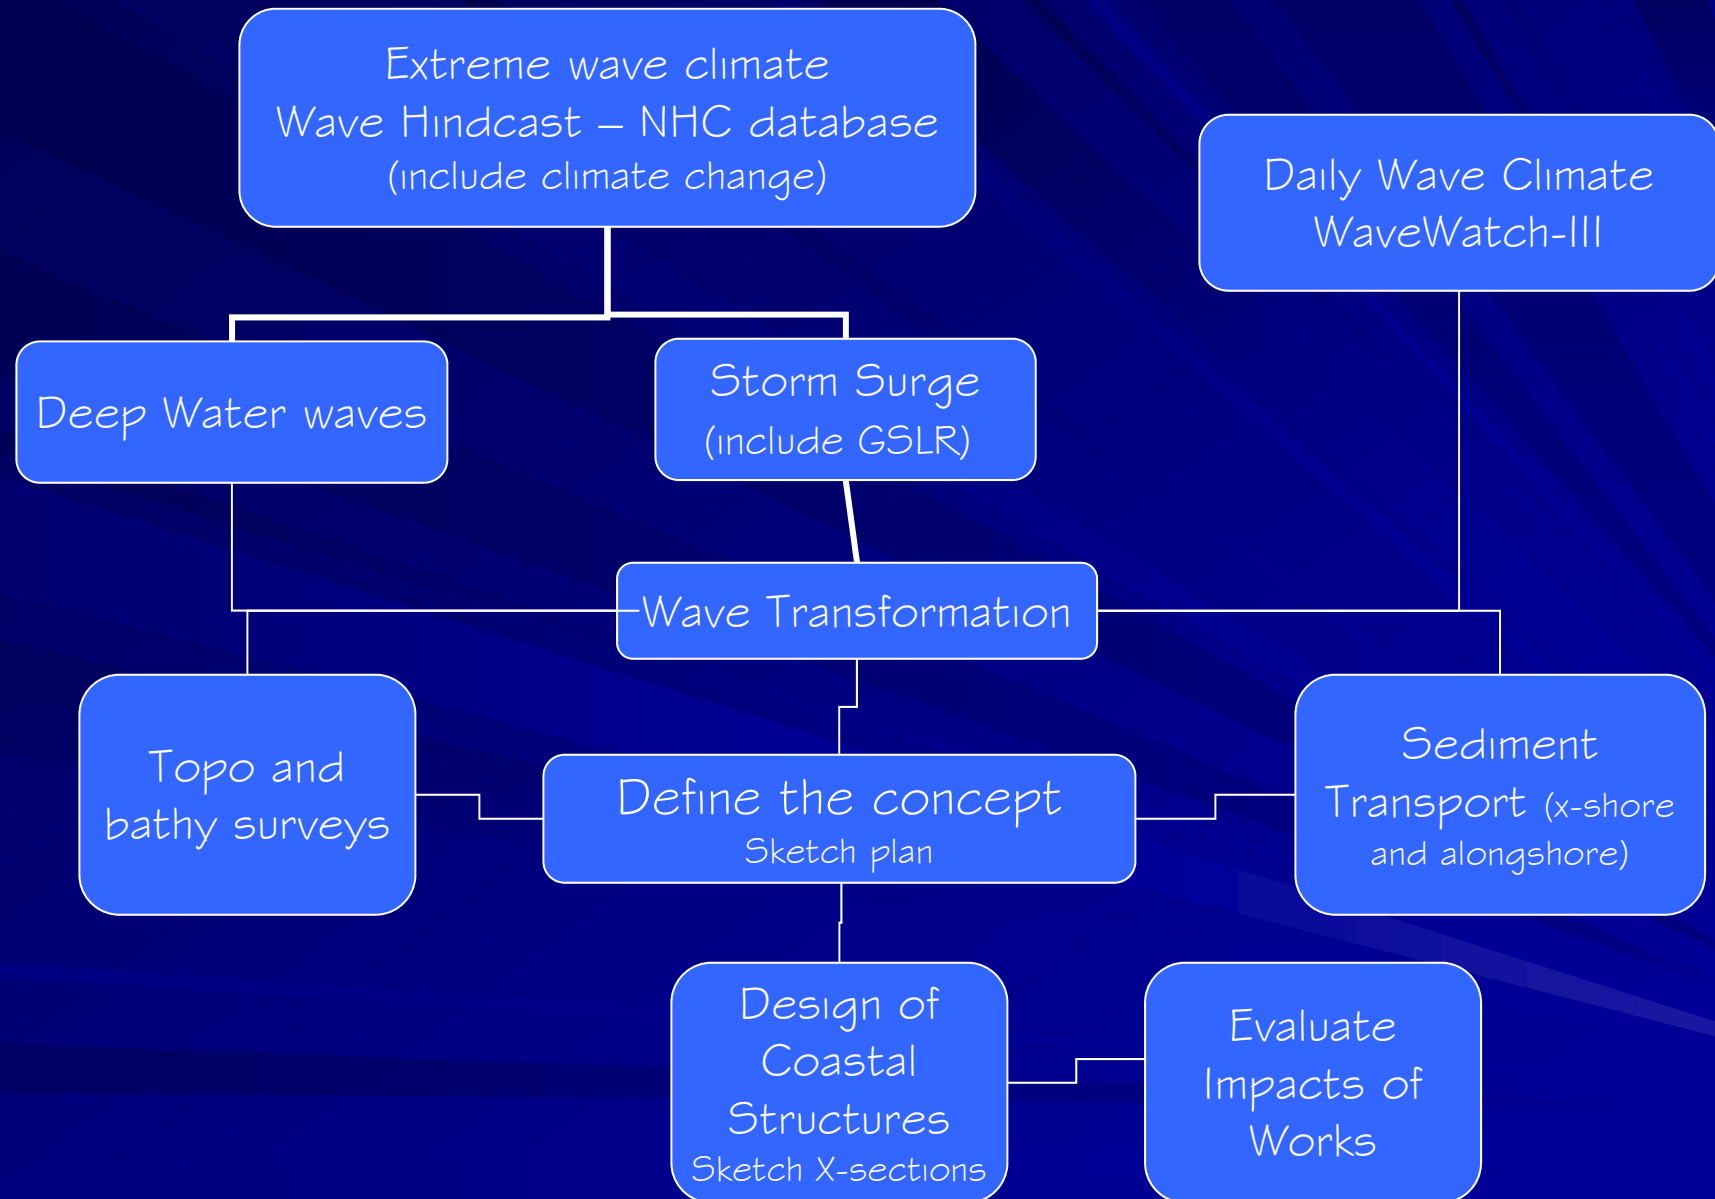 Extreme wave climate
Wave Hindcast – NHC database
(include climate change)
Daily Wave Climate
WaveWatch-III
Deep Water waves
Storm Surge
(include GSLR)
Wave Transformation
Topo and
bathy surveys
Define the concept
Sketch plan
Sediment
Transport (x-shore
and alongshore)
Design of
Coastal
Structures
Sketch X-sections
Evaluate
Impacts of
Works